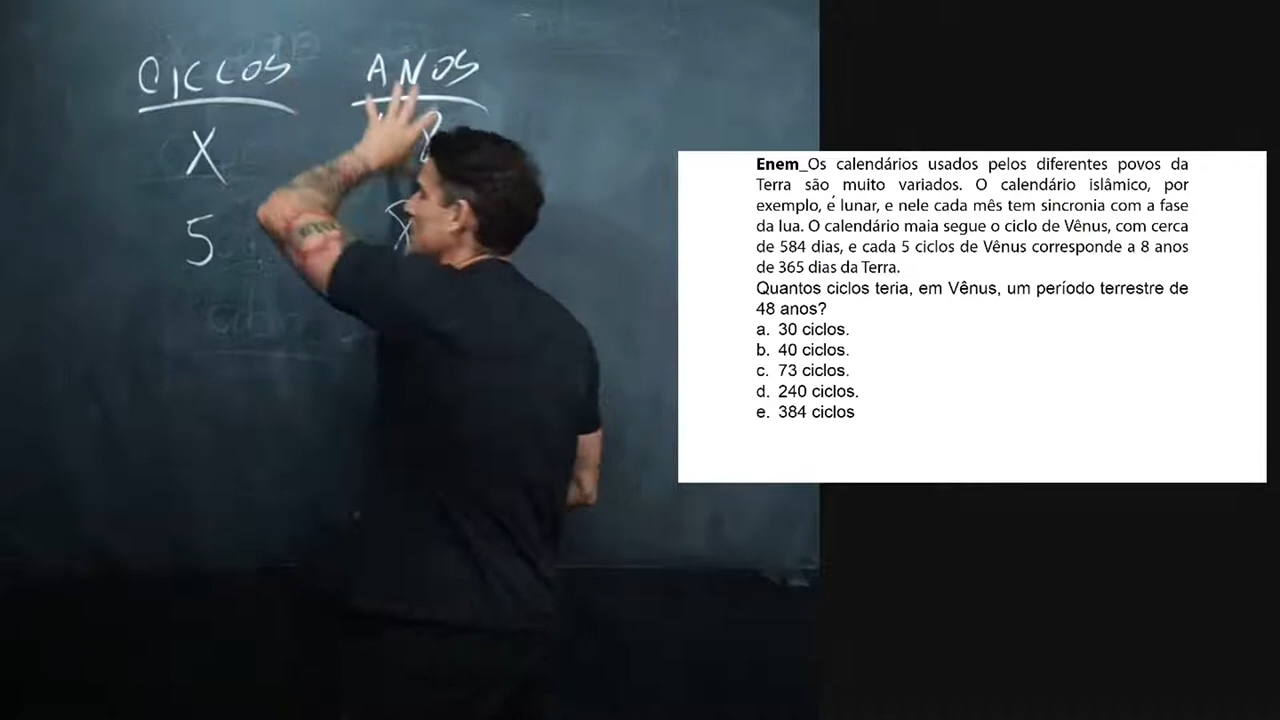 CICLOS ANOS
X 8
5 8
Enem_Os calendários usados pelos diferentes povos da
Terra são muito variados. O calendário islâmico, por
exemplo, é lunar, e nele cada mês tem sincronia com a fase
da lua. O calendário maia segue o ciclo de Vênus, com cerca
de 584 dias, e cada 5 ciclos de Vênus corresponde a 8 anos
de 365 dias da Terra.
Quantos ciclos teria, em Vênus, um período terrestre de
48 anos?
a. 30 ciclos.
b. 40 ciclos.
c. 73 ciclos.
d. 240 ciclos.
e. 384 ciclos